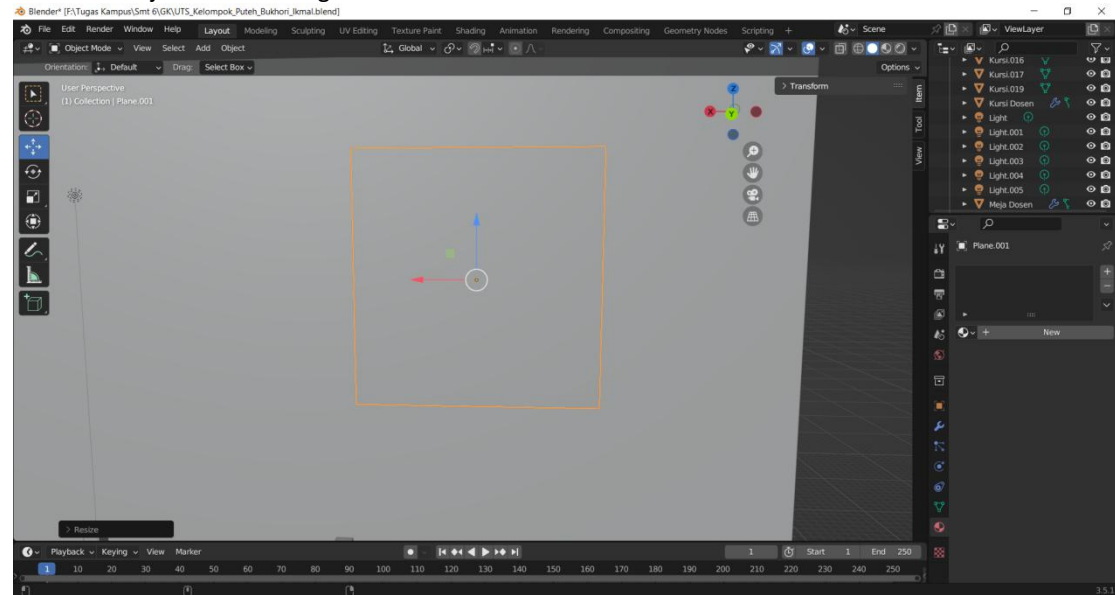 Blender* [F:\Tugas Kampus\Smt 6\GK\UTS_Kelompok_Puteh_Bukhori_Ikmal.blend]
File Edit Render Window Help Layout Modeling Sculpting UV Editing Texture Paint Shading Animation Rendering Compositing Geometry Nodes Scripting + Scene ViewLayer
Object Mode View Select Add Object Global
Orientation: Default Drag: Select Box Options
User Perspective
(1) Collection | Plane.001
Z
X
Y
Transform
Item
Tool
View
Kursi.016
Kursi.017
Kursi.019
Kursi Dosen
Light
Light.001
Light.002
Light.003
Light.004
Light.005
Meja Dosen
Plane.001
+ New
Resize
Playback Keying View Marker 1 Start 1 End 250
1 10 20 30 40 50 60 70 80 90 100 110 120 130 140 150 160 170 180 190 200 210 220 230 240 250
3.5.1